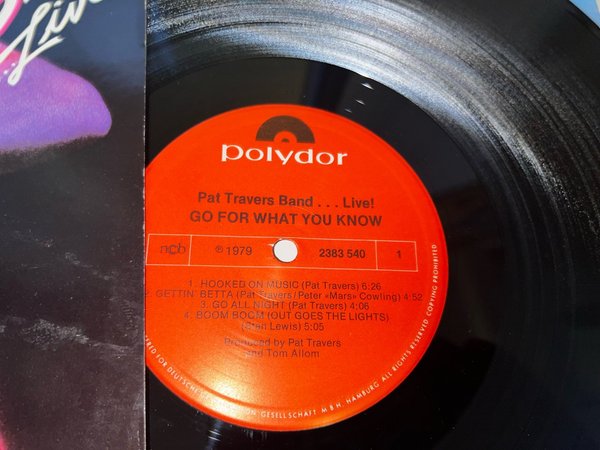 Live
polydor
Pat Travers Band . . . Live!
GO FOR WHAT YOU KNOW
ncb ℗ 1979 2383 540 1
1. HOOKED ON MUSIC (Pat Travers) 6:26
2. GETTIN' BETTA (Pat Travers/Peter »Mars« Cowling) 4:52
3. GO ALL NIGHT (Pat Travers) 4:06
4. BOOM BOOM (OUT GOES THE LIGHTS)
(Stan Lewis) 5:05
Produced by Pat Travers
and Tom Allom
GESELLSCHAFT M·B·H· HAMBURG ALL RIGHTS RESERVED COPYING PROHIBITED